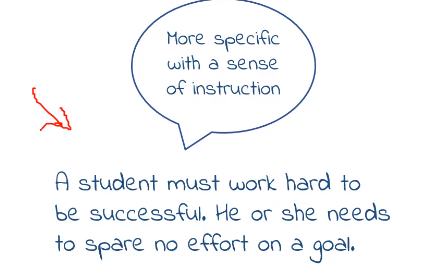 More specific
with a sense
of instruction
A student must work hard to
be successful. He or she needs
to spare no effort on a goal.